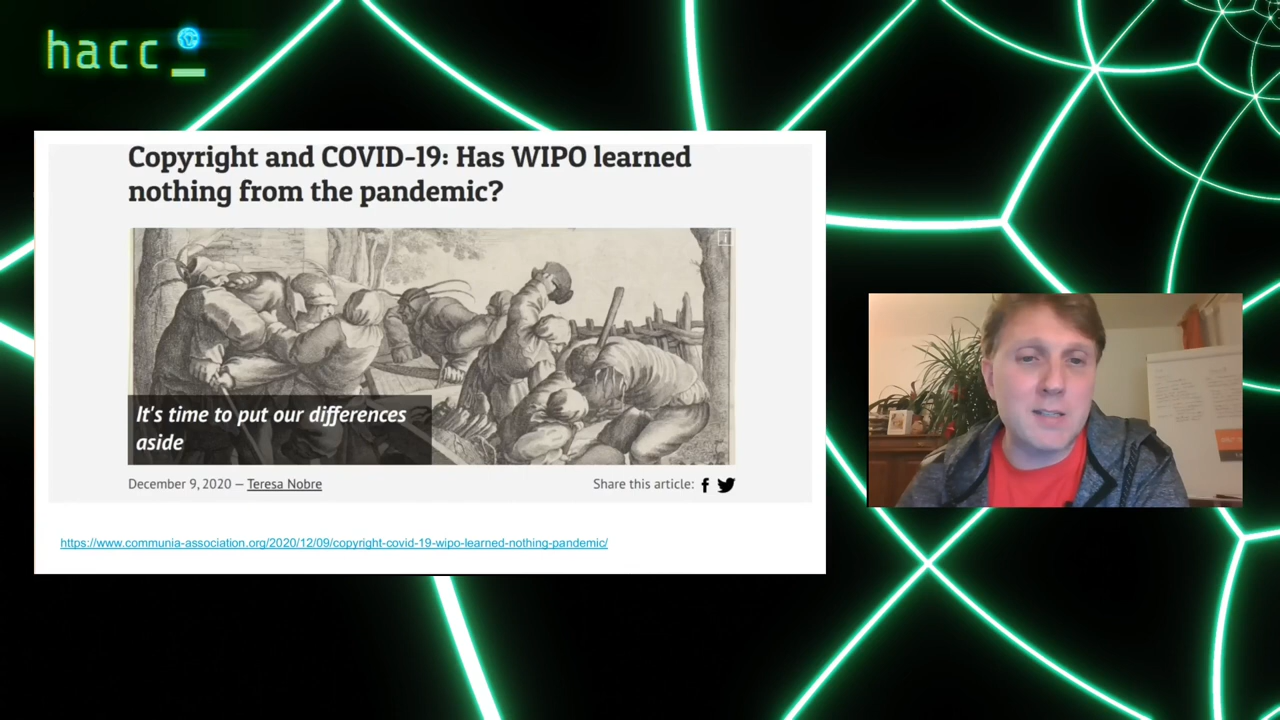 hacc
Copyright and COVID-19: Has WIPO learned
nothing from the pandemic?
It's time to put our differences
aside
December 9, 2020 – Teresa Nobre
Share this article:
https://www.communia-association.org/2020/12/09/copyright-covid-19-wipo-learned-nothing-pandemic/